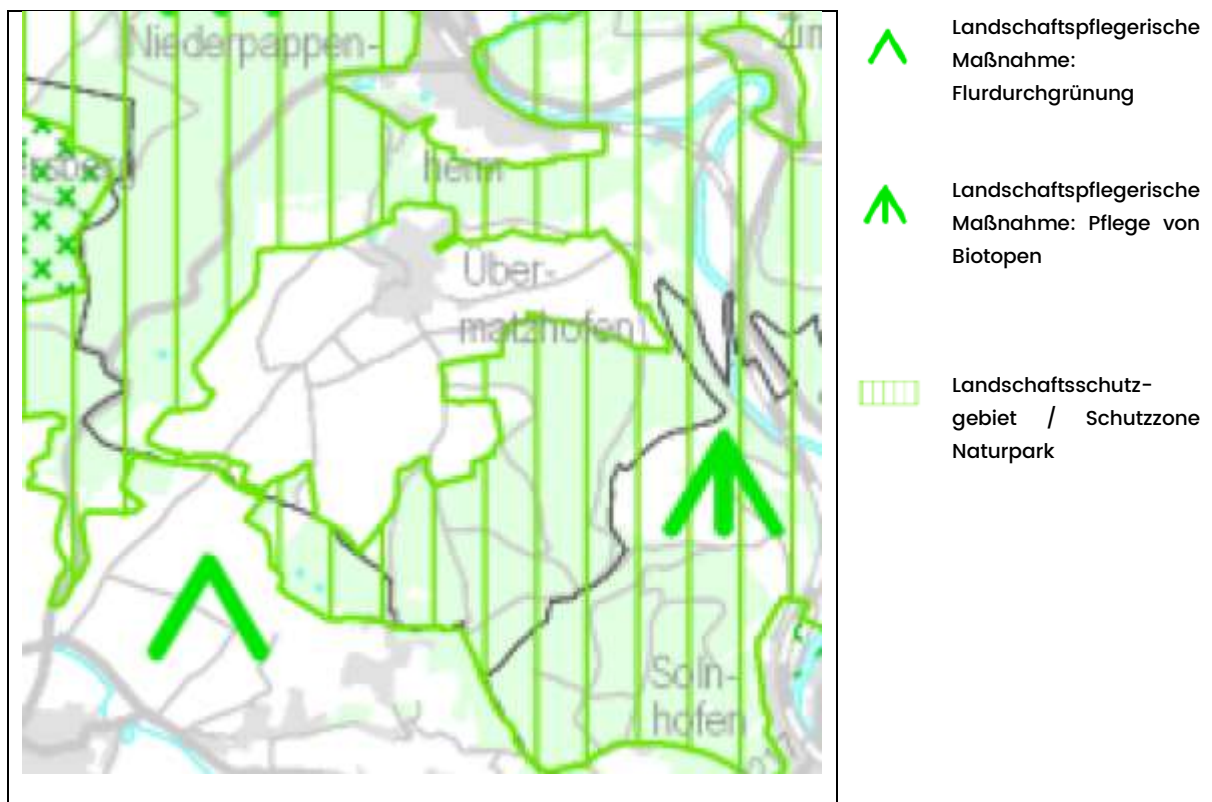 Niederpappen-
heim
Über-
matzhofen
Soln-
hofen
Landschaftspflegerische
Maßnahme:
Flurdurchgrünung
Landschaftspflegerische
Maßnahme: Pflege von
Biotopen
Landschaftsschutz-
gebiet / Schutzzone
Naturpark